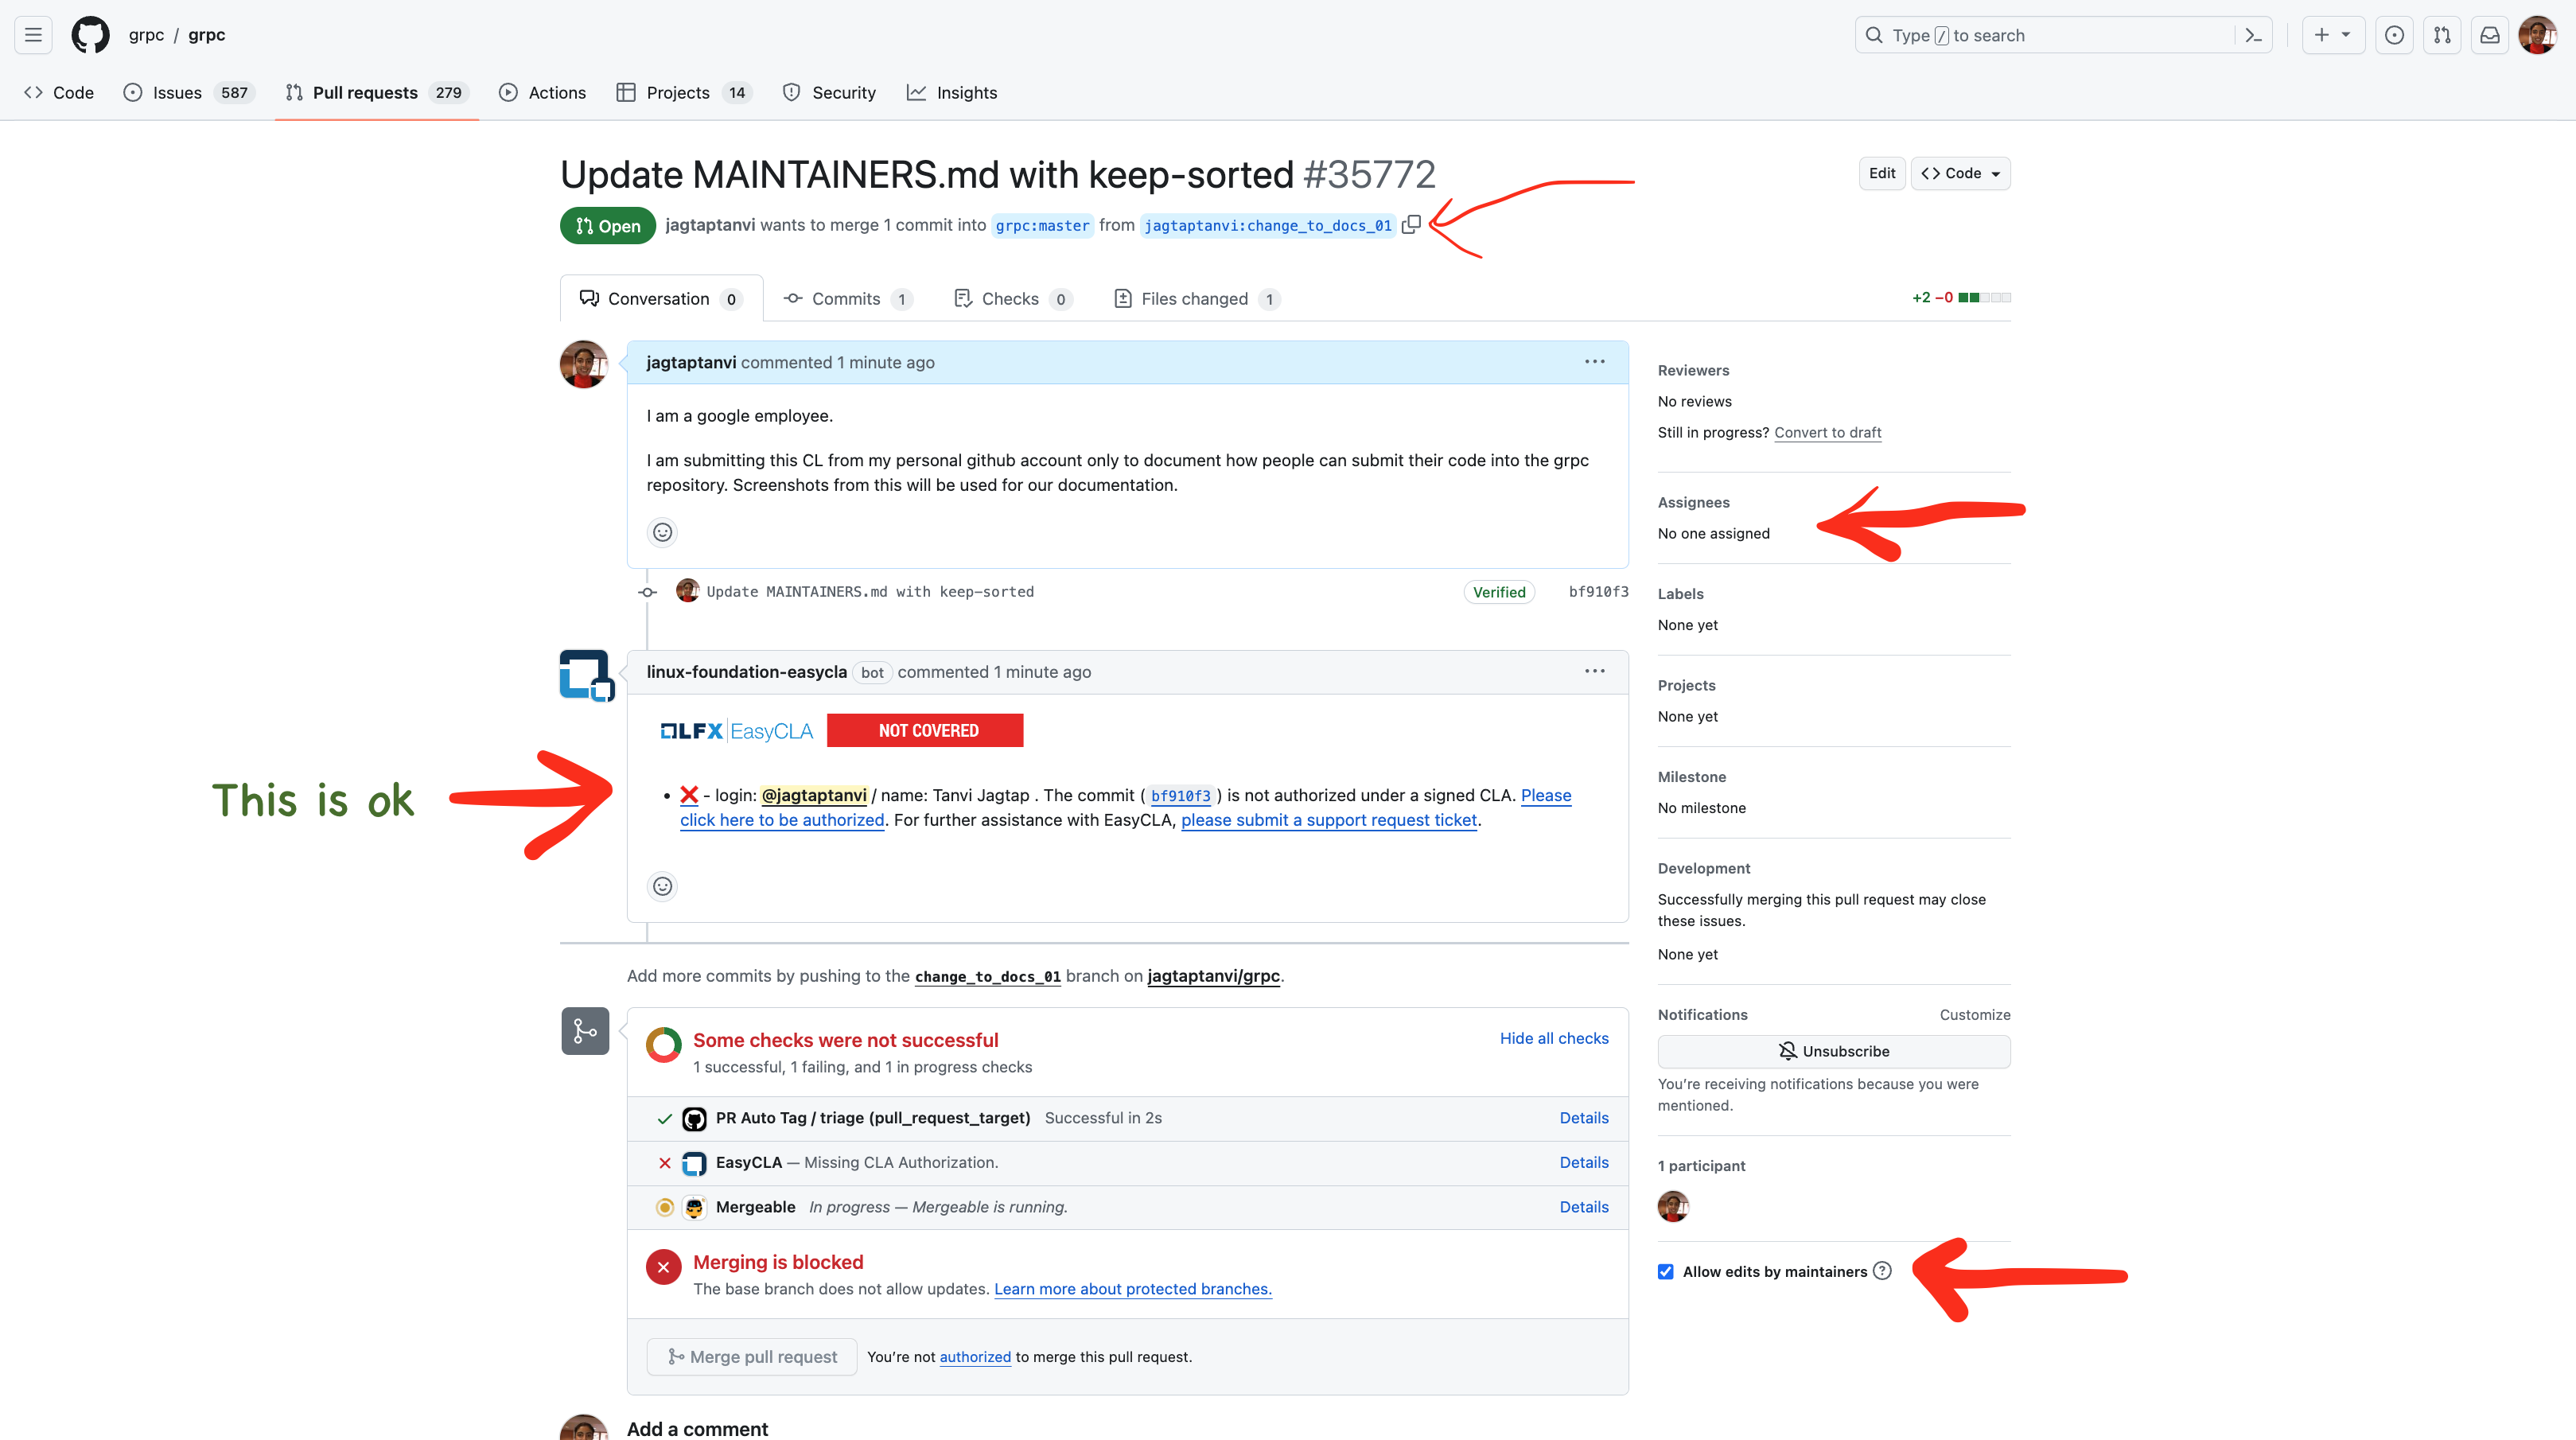 grpc / grpc
Type / to search
Code
Issues 587
Pull requests 279
Actions
Projects 14
Security
Insights
Update MAINTAINERS.md with keep-sorted #35772
Edit
Code
Open
jagtaptanvi wants to merge 1 commit into grpc:master from jagtaptanvi:change_to_docs_01
Conversation 0
Commits 1
Checks 0
Files changed 1
+2 −0
jagtaptanvi commented 1 minute ago
I am a google employee.
I am submitting this CL from my personal github account only to document how people can submit their code into the grpc
repository. Screenshots from this will be used for our documentation.
Update MAINTAINERS.md with keep-sorted
Verified
bf910f3
linux-foundation-easycla bot commented 1 minute ago
LFX EasyCLA NOT COVERED
This is ok
- login: @jagtaptanvi / name: Tanvi Jagtap . The commit ( bf910f3 ) is not authorized under a signed CLA. Please
click here to be authorized. For further assistance with EasyCLA, please submit a support request ticket.
Add more commits by pushing to the change_to_docs_01 branch on jagtaptanvi/grpc.
Some checks were not successful
Hide all checks
1 successful, 1 failing, and 1 in progress checks
PR Auto Tag / triage (pull_request_target) Successful in 2s Details
EasyCLA — Missing CLA Authorization. Details
Mergeable In progress — Mergeable is running. Details
Merging is blocked
The base branch does not allow updates. Learn more about protected branches.
Merge pull request
You’re not authorized to merge this pull request.
Add a comment
Reviewers
No reviews
Still in progress? Convert to draft
Assignees
No one assigned
Labels
None yet
Projects
None yet
Milestone
No milestone
Development
Successfully merging this pull request may close
these issues.
None yet
Notifications Customize
Unsubscribe
You’re receiving notifications because you were
mentioned.
1 participant
Allow edits by maintainers